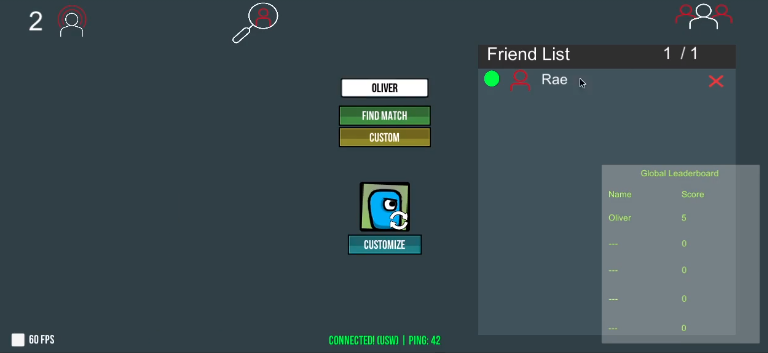 2
Friend List 1 / 1
Rae
OLIVER
FIND MATCH
CUSTOM
CUSTOMIZE
Global Leaderboard
Name Score
Oliver 5
--- 0
--- 0
--- 0
--- 0
60 FPS
CONNECTED! (USW) | PING: 42